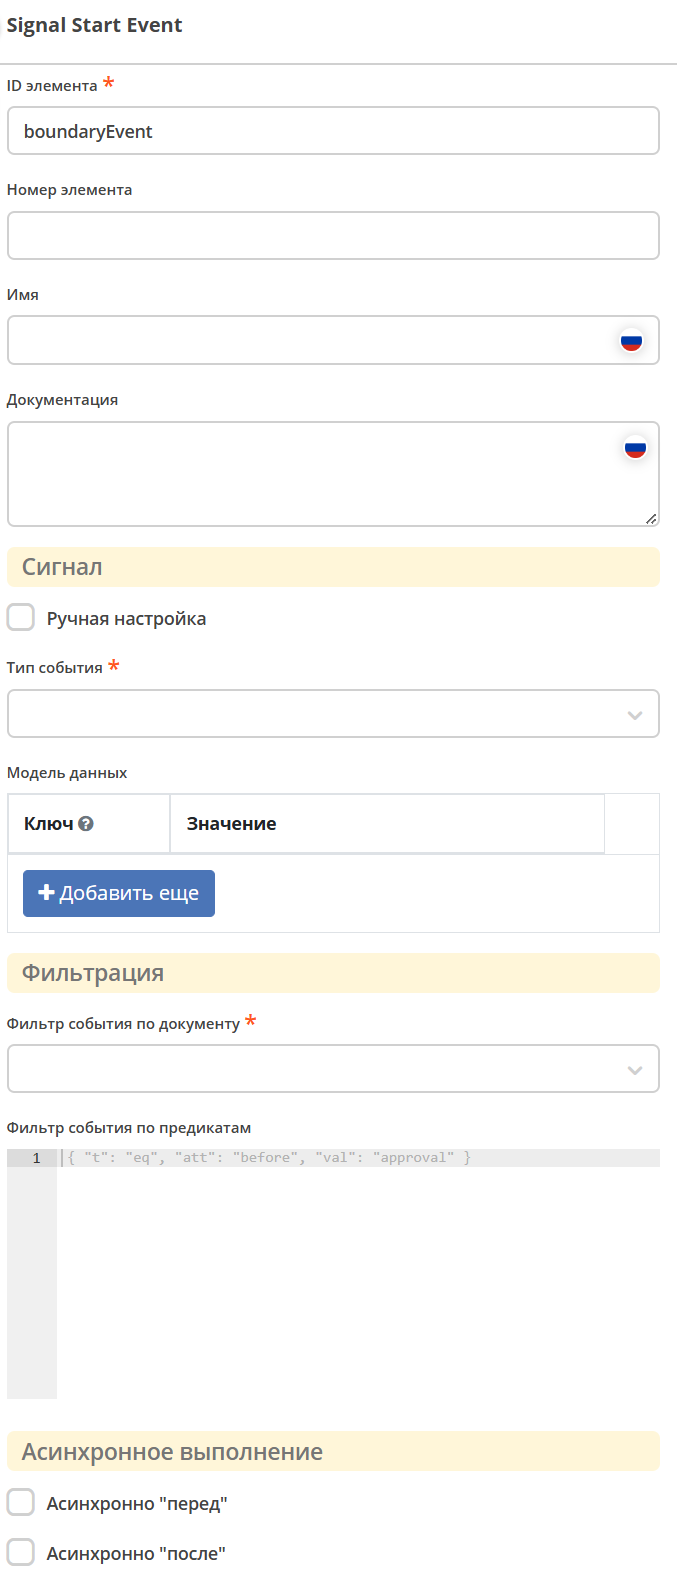 Signal Start Event
ID элемента *
boundaryEvent
Номер элемента
Имя
Документация
Сигнал
Ручная настройка
Тип события *
Модель данных
Ключ ? Значение
+ Добавить еще
Фильтрация
Фильтр события по документу *
Фильтр события по предикатам
1 { "t": "eq", "att": "before", "val": "approval" }
Асинхронное выполнение
Асинхронно "перед"
Асинхронно "после"